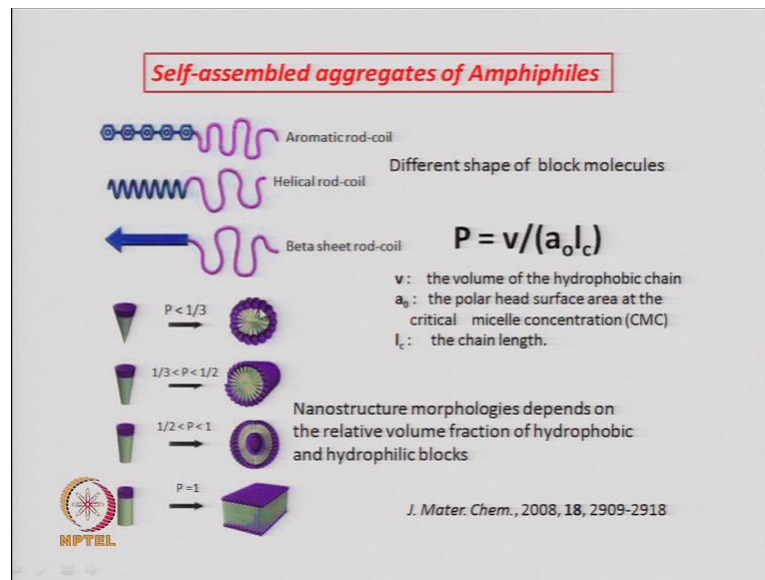 Self-assembled aggregates of Amphiphiles
Aromatic rod-coil
Different shape of block molecules
Helical rod-coil
Beta sheet rod-coil
P = v/(aₒl꜀)
v : the volume of the hydrophobic chain
a₀ : the polar head surface area at the
critical micelle concentration (CMC)
l꜀ : the chain length.
P < 1/3
1/3 < P < 1/2
1/2 < P < 1
P =1
Nanostructure morphologies depends on
the relative volume fraction of hydrophobic
and hydrophilic blocks
J. Mater. Chem., 2008, 18, 2909-2918
NPTEL